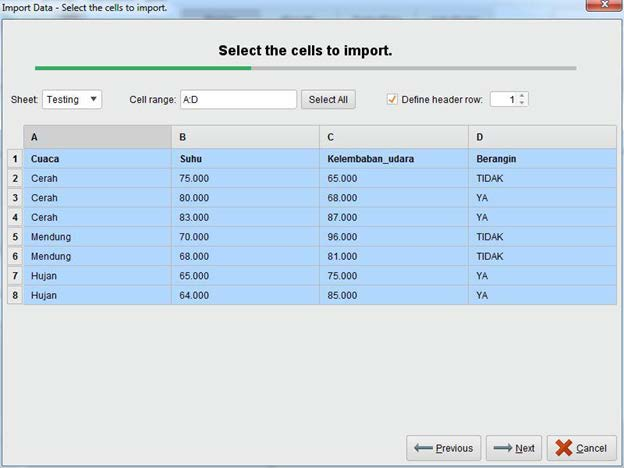 Import Data - Select the cells to import.
Select the cells to import.
Sheet: Testing Cell range: A:D Select All Define header row: 1
A B C D
1 Cuaca Suhu Kelembaban_udara Berangin
2 Cerah 75.000 65.000 TIDAK
3 Cerah 80.000 68.000 YA
4 Cerah 83.000 87.000 YA
5 Mendung 70.000 96.000 TIDAK
6 Mendung 68.000 81.000 TIDAK
7 Hujan 65.000 75.000 YA
8 Hujan 64.000 85.000 YA
Previous Next Cancel